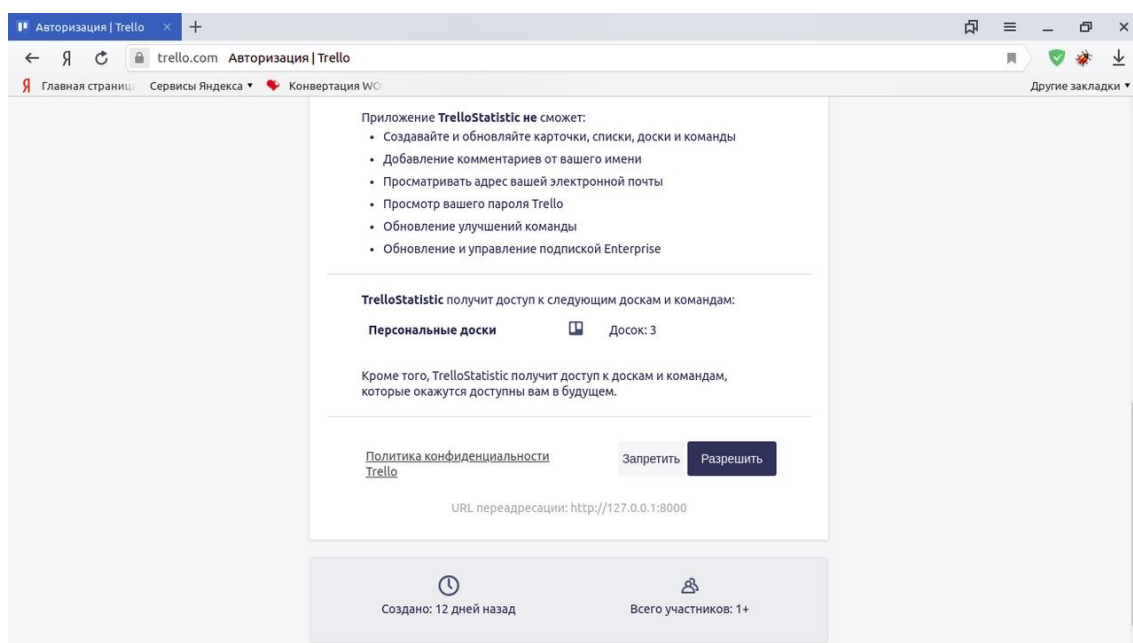 Авторизация | Trello
trello.com Авторизация | Trello
Главная страниц Сервисы Яндекса Конвертация WO Другие закладки
Приложение TrelloStatistic не сможет:
• Создавайте и обновляйте карточки, списки, доски и команды
• Добавление комментариев от вашего имени
• Просматривать адрес вашей электронной почты
• Просмотр вашего пароля Trello
• Обновление улучшений команды
• Обновление и управление подпиской Enterprise
TrelloStatistic получит доступ к следующим доскам и командам:
Персональные доски Досок: 3
Кроме того, TrelloStatistic получит доступ к доскам и командам,
которые окажутся доступны вам в будущем.
Политика конфиденциальности
Trello
Запретить Разрешить
URL переадресации: http://127.0.0.1:8000
Создано: 12 дней назад Всего участников: 1+